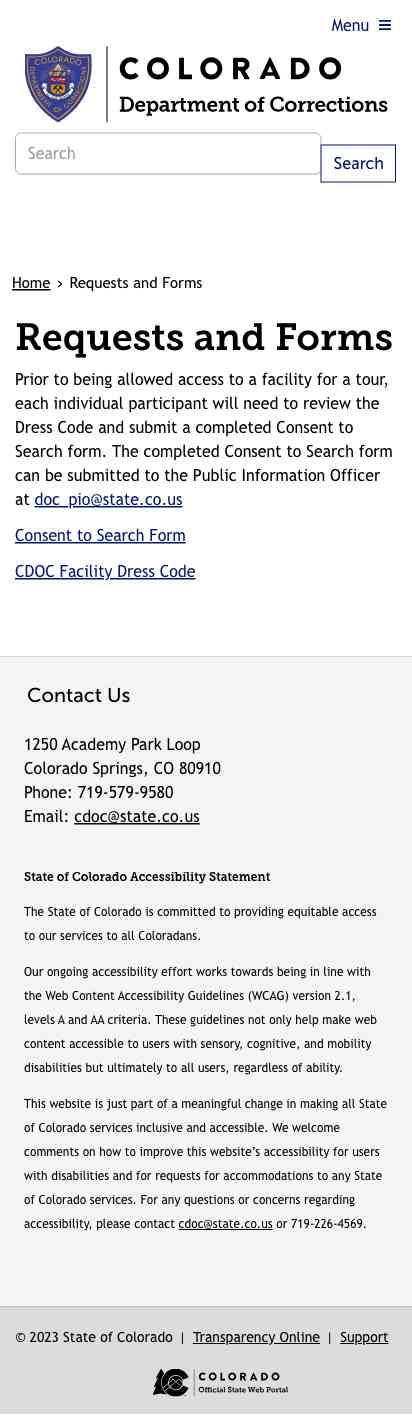 Menu
COLORADO
COLORADO
Department of Corrections
Search
Search
Home › Requests and Forms
Requests and Forms
Prior to being allowed access to a facility for a tour,
each individual participant will need to review the
Dress Code and submit a completed Consent to
Search form. The completed Consent to Search form
can be submitted to the Public Information Officer
at doc_pio@state.co.us
Consent to Search Form
CDOC Facility Dress Code
Contact Us
1250 Academy Park Loop
Colorado Springs, CO 80910
Phone: 719-579-9580
Email: cdoc@state.co.us
State of Colorado Accessibility Statement
The State of Colorado is committed to providing equitable access
to our services to all Coloradans.
Our ongoing accessibility effort works towards being in line with
the Web Content Accessibility Guidelines (WCAG) version 2.1,
levels A and AA criteria. These guidelines not only help make web
content accessible to users with sensory, cognitive, and mobility
disabilities but ultimately to all users, regardless of ability.
This website is just part of a meaningful change in making all State
of Colorado services inclusive and accessible. We welcome
comments on how to improve this website’s accessibility for users
with disabilities and for requests for accommodations to any State
of Colorado services. For any questions or concerns regarding
accessibility, please contact cdoc@state.co.us or 719-226-4569.
© 2023 State of Colorado | Transparency Online | Support
COLORADO
Official State Web Portal